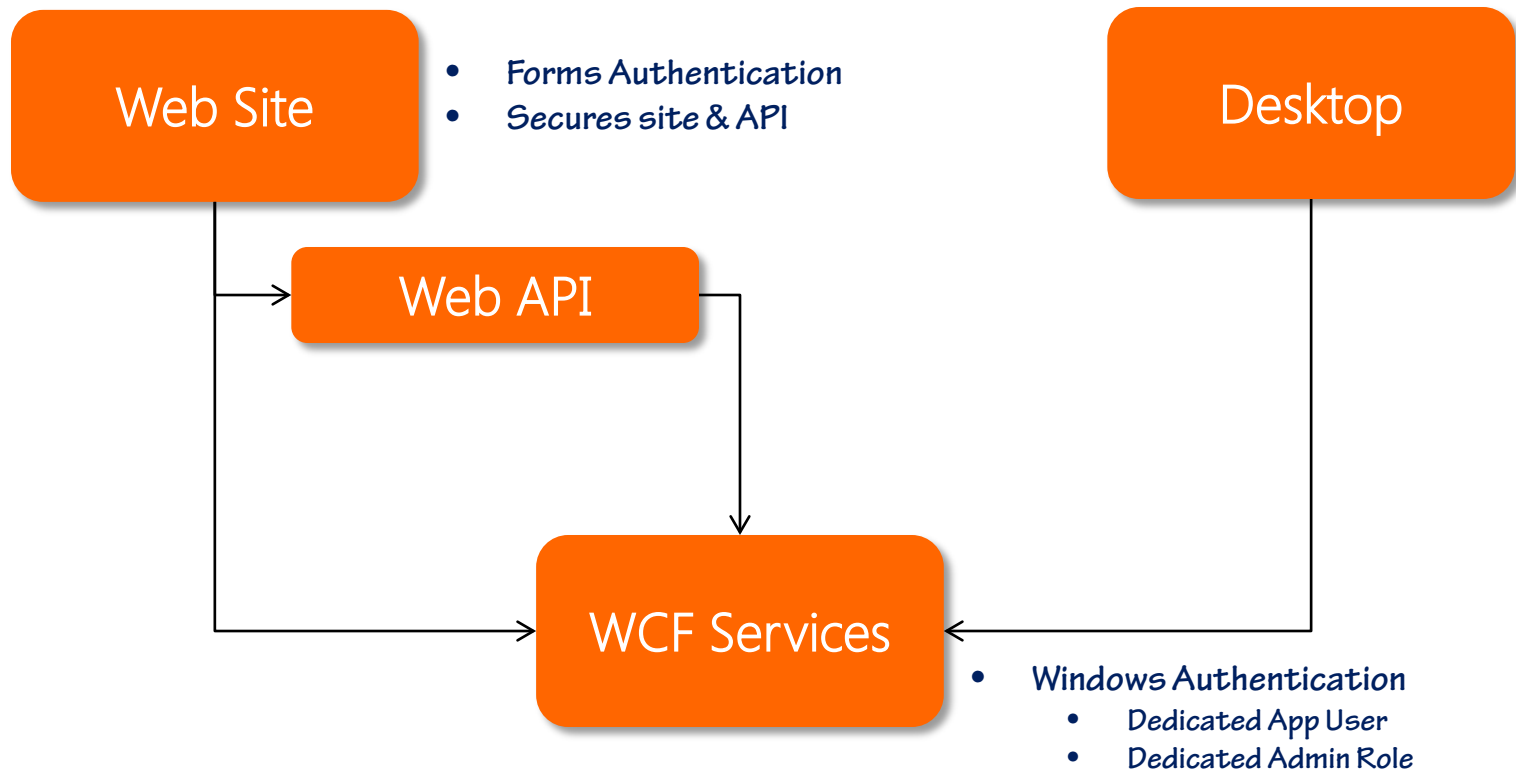 Web Site
• Forms Authentication
• Secures site & API
Desktop
Web API
WCF Services
• Windows Authentication
• Dedicated App User
• Dedicated Admin Role